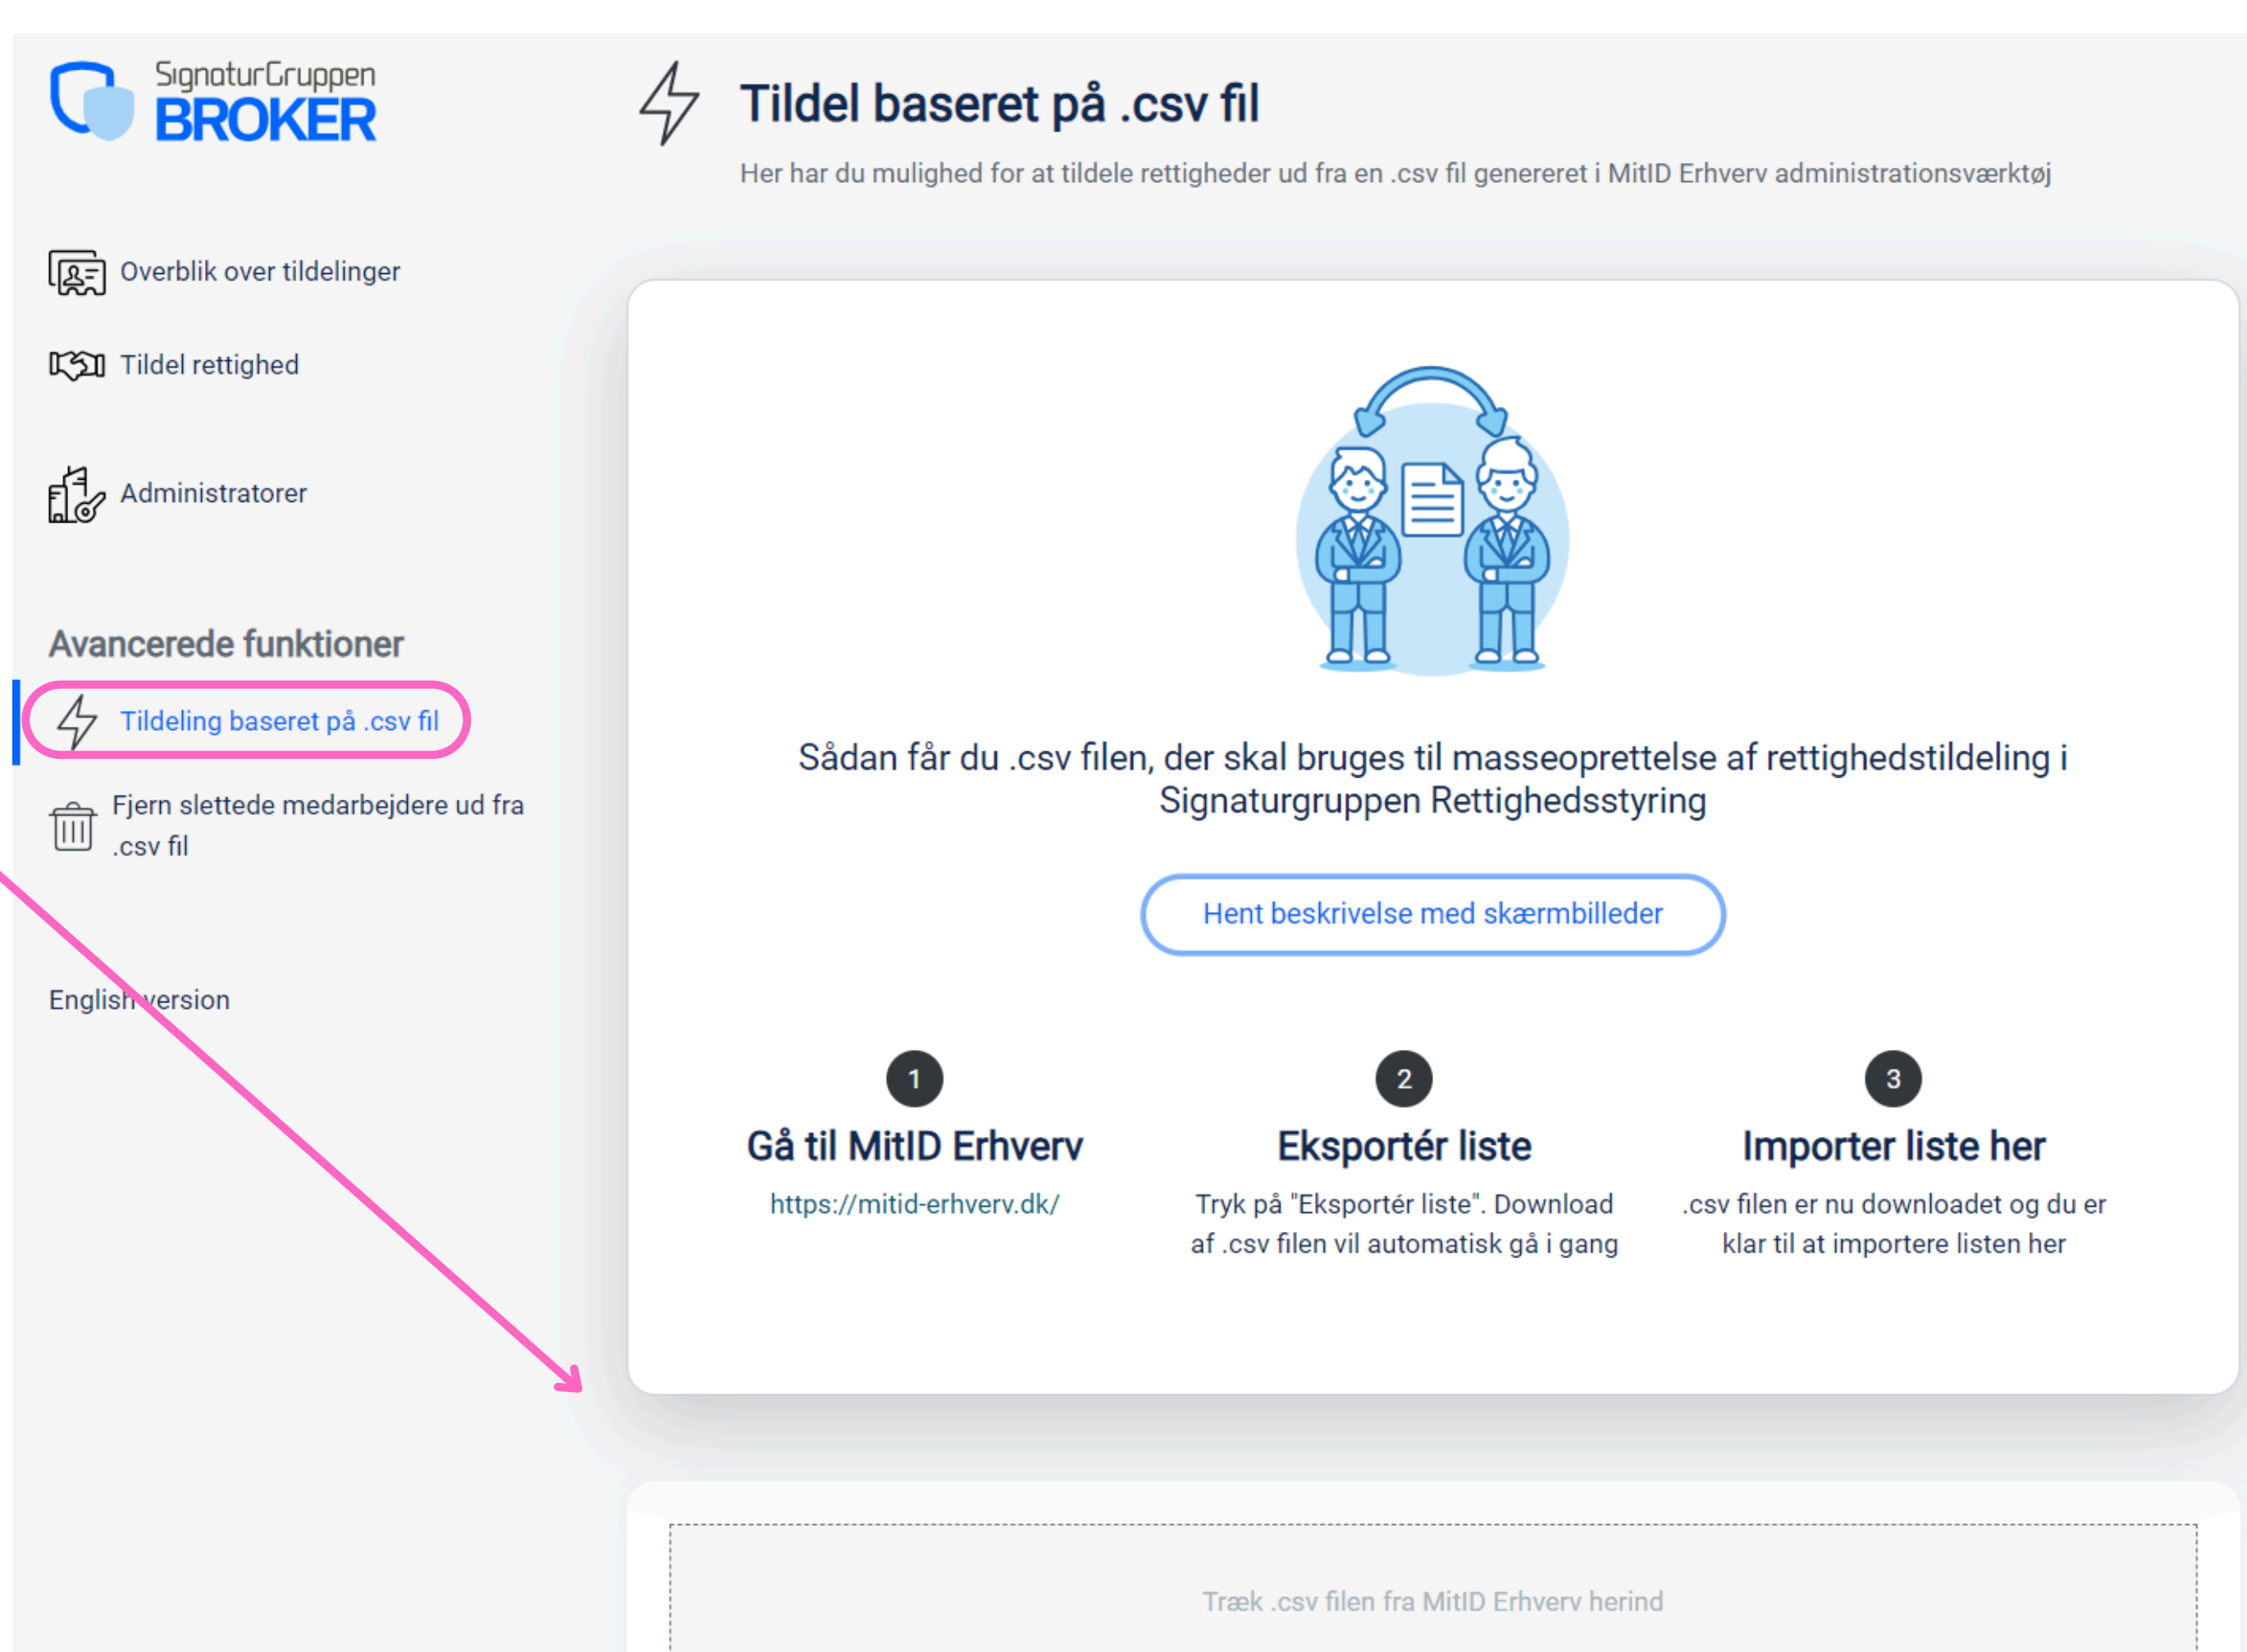 SignaturGruppen
BROKER
Overblik over tildelinger
Tildel rettighed
Administratorer
Avancerede funktioner
Tildeling baseret på .csv fil
Fjern slettede medarbejdere ud fra
.csv fil
English version
Tildel baseret på .csv fil
Her har du mulighed for at tildele rettigheder ud fra en .csv fil genereret i MitID Erhverv administrationsværktøj
Sådan får du .csv filen, der skal bruges til masseoprettelse af rettighedstildeling i
Signaturgruppen Rettighedsstyring
Hent beskrivelse med skærmbilleder
1
Gå til MitID Erhverv
https://mitid-erhverv.dk/
2
Eksportér liste
Tryk på "Eksportér liste". Download
af .csv filen vil automatisk gå i gang
3
Importer liste her
.csv filen er nu downloadet og du er
klar til at importere listen her
Træk .csv filen fra MitID Erhverv herind